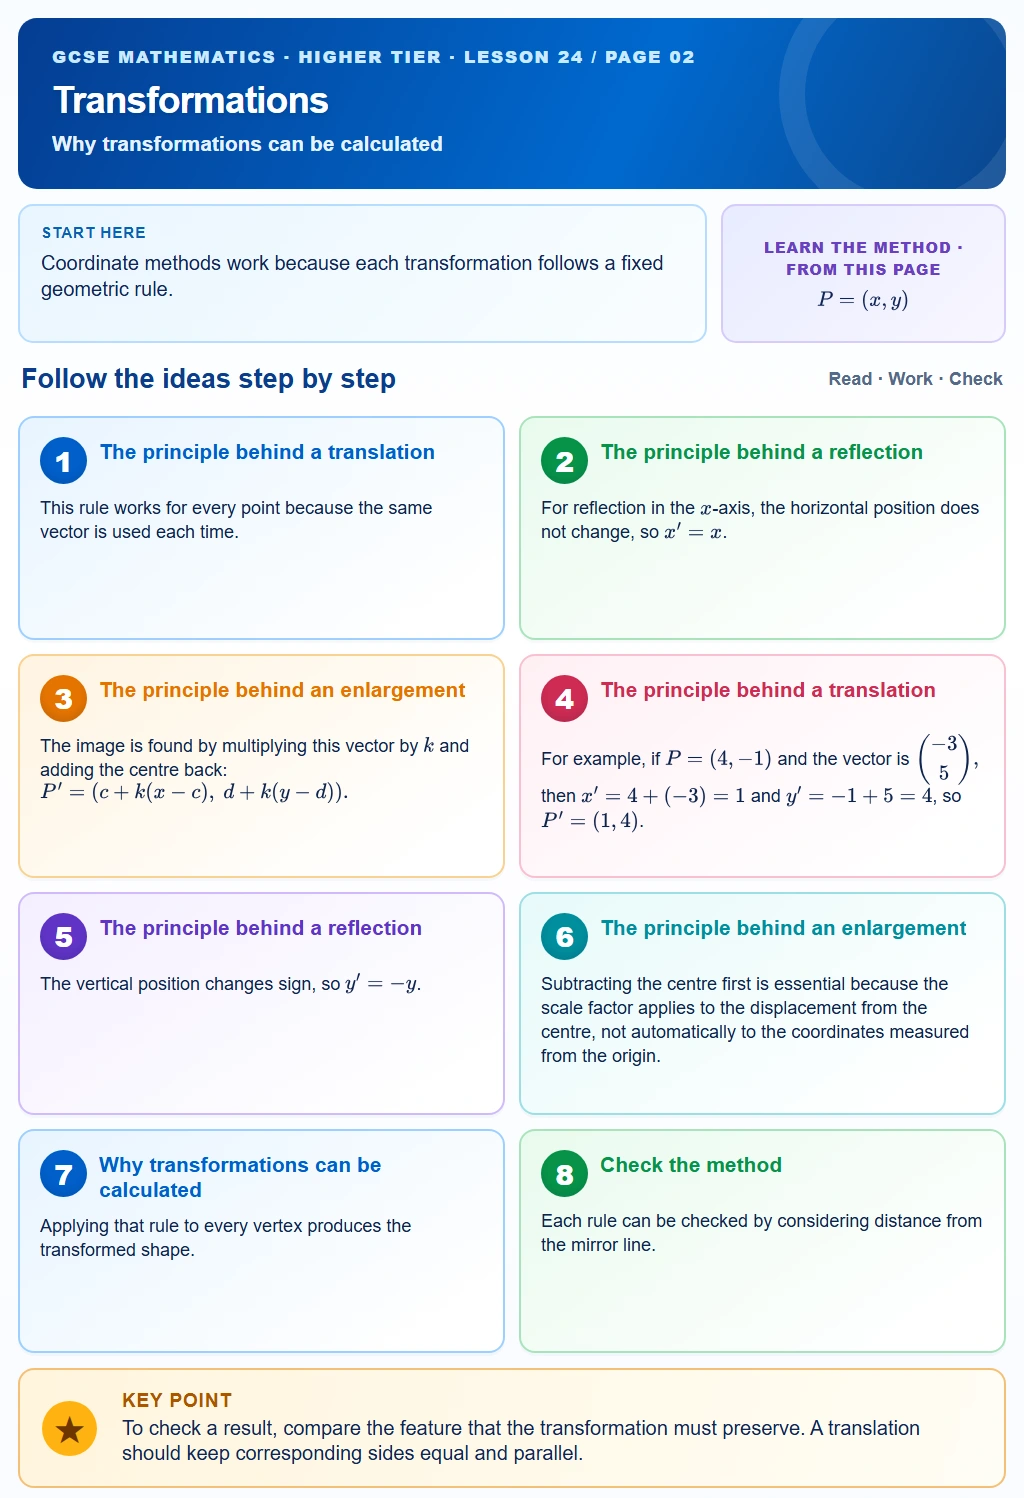 GCSE MATHEMATICS · HIGHER TIER · LESSON 24 / PAGE 02
Transformations
Why transformations can be calculated
START HERE
Coordinate methods work because each transformation follows a fixed
geometric rule.
LEARN THE METHOD ·
FROM THIS PAGE
P = (x, y)
Follow the ideas step by step
Read · Work · Check
1
The principle behind a translation
This rule works for every point because the same
vector is used each time.
2
The principle behind a reflection
For reflection in the x-axis, the horizontal position does
not change, so x′ = x.
3
The principle behind an enlargement
The image is found by multiplying this vector by k and
adding the centre back:
P′ = (c + k(x − c), d + k(y − d)).
4
The principle behind a translation
For example, if P = (4, −1) and the vector is (−3 5),
then x′ = 4 + (−3) = 1 and y′ = −1 + 5 = 4, so
P′ = (1, 4).
5
The principle behind a reflection
The vertical position changes sign, so y′ = −y.
6
The principle behind an enlargement
Subtracting the centre first is essential because the
scale factor applies to the displacement from the
centre, not automatically to the coordinates measured
from the origin.
7
Why transformations can be
calculated
Applying that rule to every vertex produces the
transformed shape.
8
Check the method
Each rule can be checked by considering distance from
the mirror line.
KEY POINT
To check a result, compare the feature that the transformation must preserve. A translation
should keep corresponding sides equal and parallel.